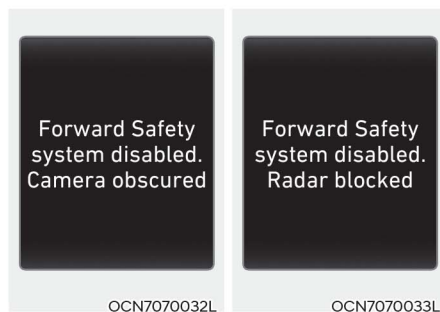 Forward Safety
system disabled.
Camera obscured
OCN7070032L
Forward Safety
system disabled.
Radar blocked
OCN7070033L